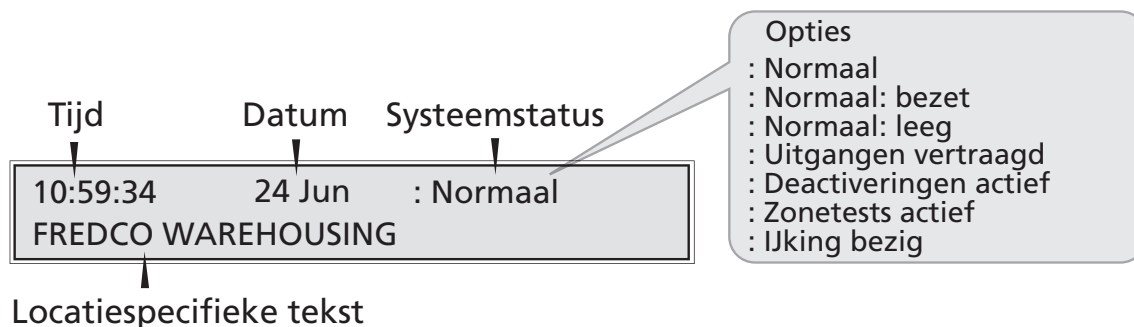 Opties
: Normaal
: Normaal: bezet
: Normaal: leeg
: Uitgangen vertraagd
: Deactiveringen actief
: Zonetests actief
: IJking bezig
Tijd Datum Systeemstatus
10:59:34 24 Jun : Normaal
FREDCO WAREHOUSING
Locatiespecifieke tekst